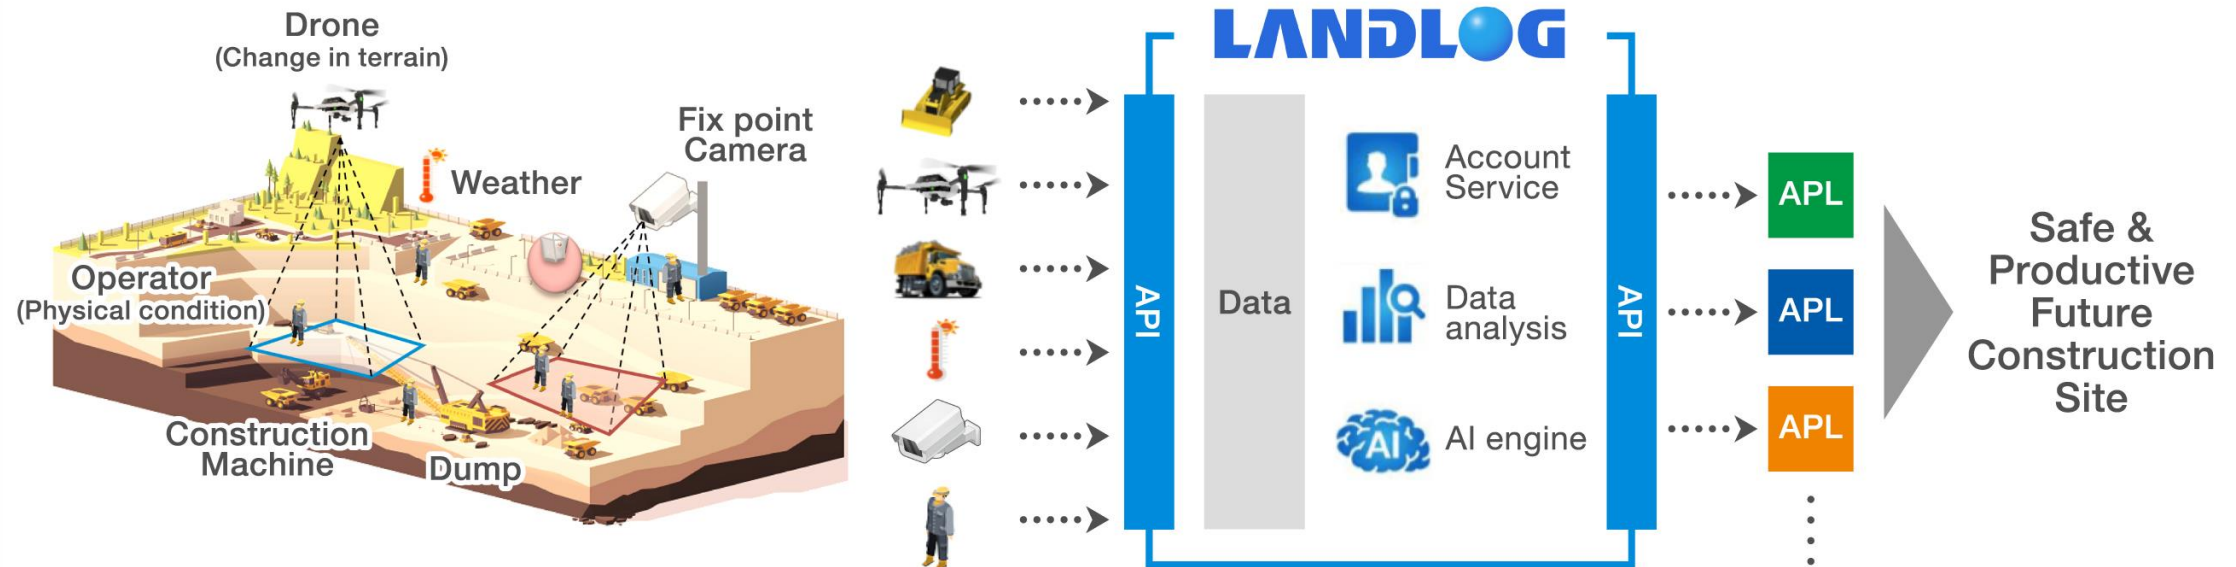 Drone
(Change in terrain)
Weather
Fix point
Camera
Operator
(Physical condition)
Construction
Machine
Dump
LANDLOG
API
Data
Account
Service
Data
analysis
AI
AI engine
API
APL
APL
APL
Safe &
Productive
Future
Construction
Site